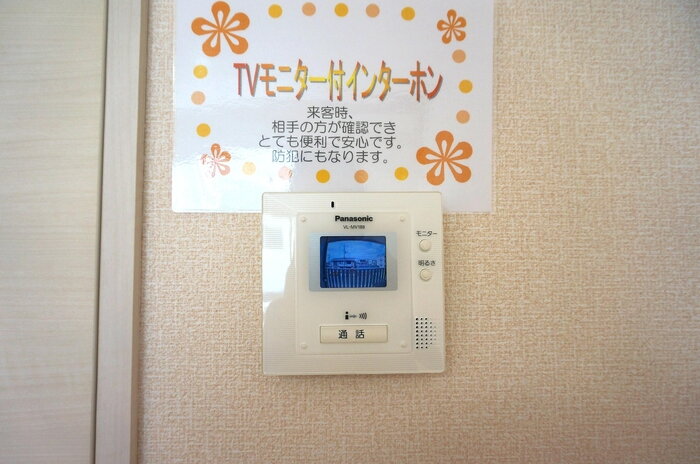 TVモニター付インターホン
来客時、
相手の方が確認でき
とても便利で安心です。
防犯にもなります。
Panasonic
モニター
明るさ
通話